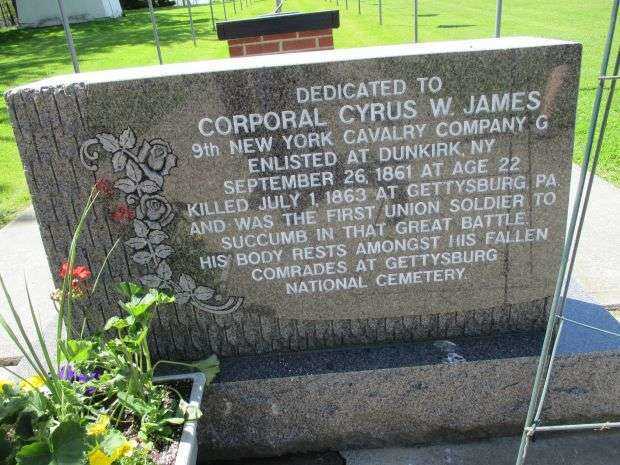 DEDICATED TO
CORPORAL CYRUS W. JAMES
9th NEW YORK CAVALRY COMPANY G
ENLISTED AT DUNKIRK, NY
SEPTEMBER 26, 1861 AT AGE 22
KILLED JULY 1, 1863 AT GETTYSBURG, PA.
AND WAS THE FIRST UNION SOLDIER TO
SUCCUMB IN THAT GREAT BATTLE.
HIS BODY RESTS AMONGST HIS FALLEN
COMRADES AT GETTYSBURG
NATIONAL CEMETERY.